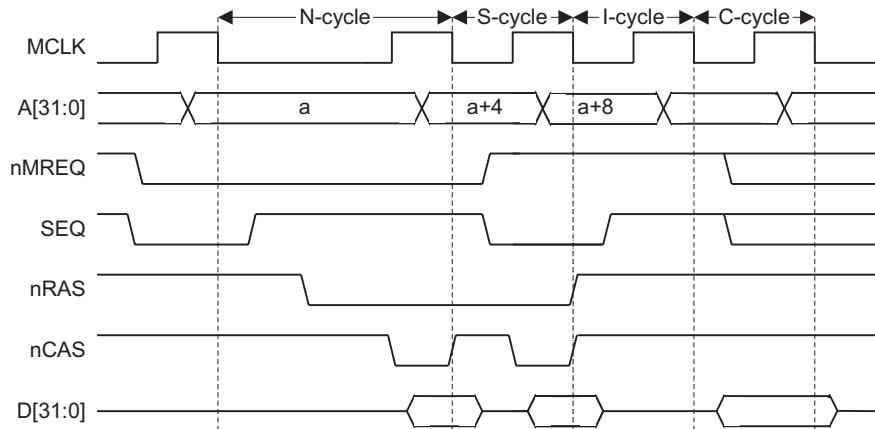 N-cycle S-cycle I-cycle C-cycle
MCLK
A[31:0] a a+4 a+8
nMREQ
SEQ
nRAS
nCAS
D[31:0]